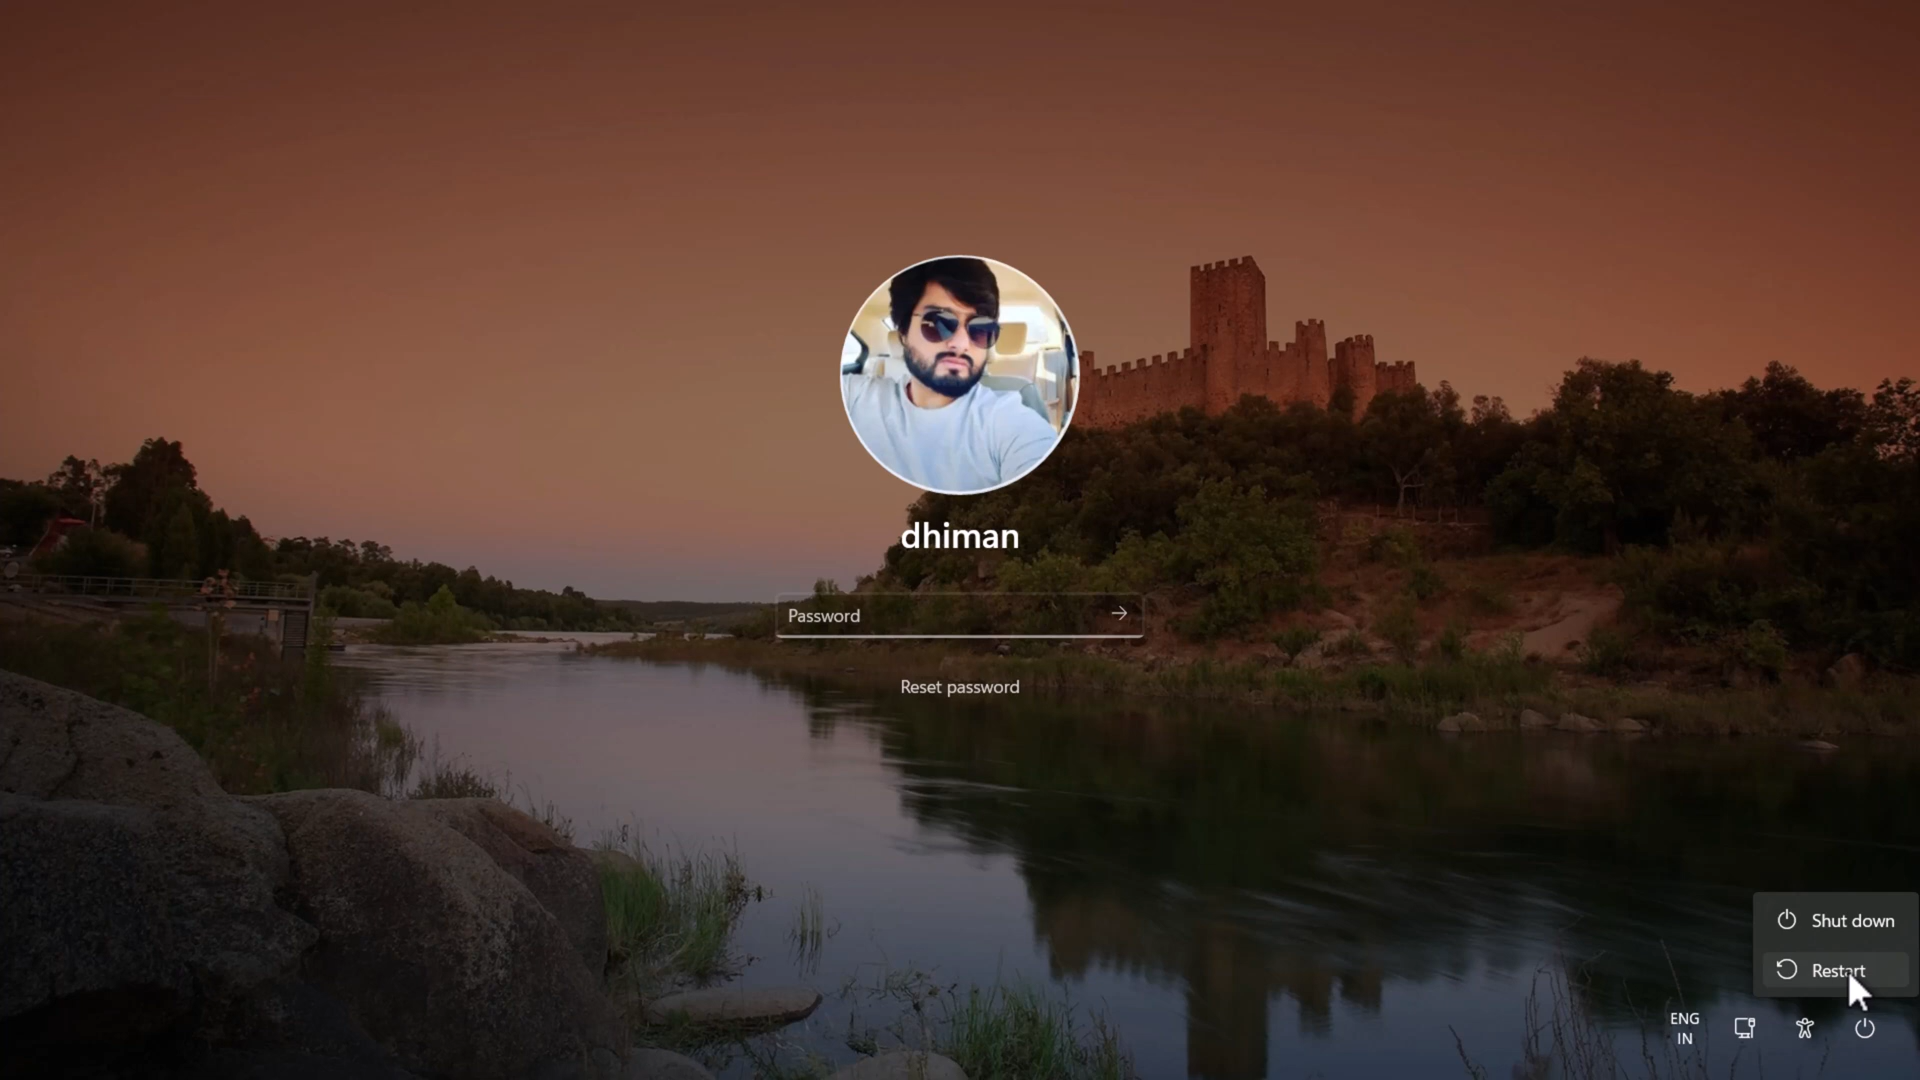 dhiman
Password
Reset password
Shut down
Restart
ENG
IN